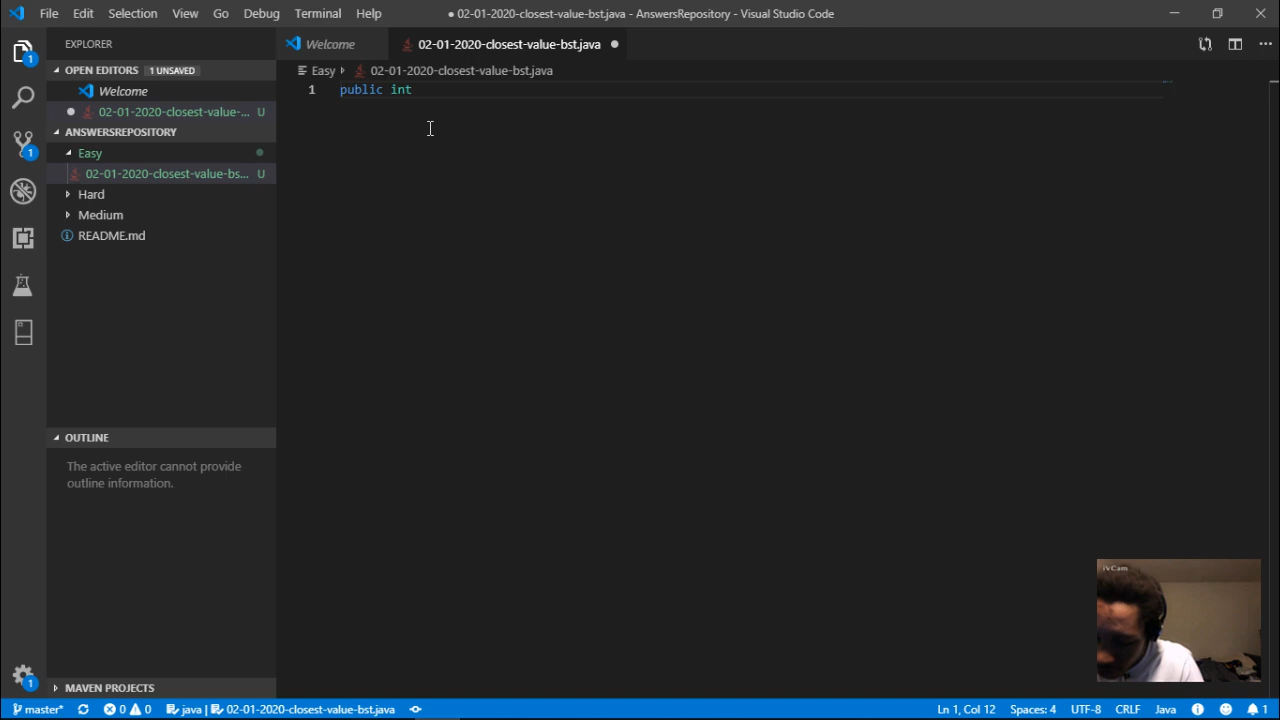 File Edit Selection View Go Debug Terminal Help ● 02-01-2020-closest-value-bst.java - AnswersRepository - Visual Studio Code
EXPLORER
Welcome 02-01-2020-closest-value-bst.java
OPEN EDITORS 1 UNSAVED
Easy 02-01-2020-closest-value-bst.java
1 public int
Welcome
02-01-2020-closest-value-... U
ANSWERSREPOSITORY
Easy
02-01-2020-closest-value-bs... U
Hard
Medium
README.md
1
1
OUTLINE
The active editor cannot provide
outline information.
ivCam
1
MAVEN PROJECTS
master* 0 0 java | 02-01-2020-closest-value-bst.java Ln 1, Col 12 Spaces: 4 UTF-8 CRLF Java 1